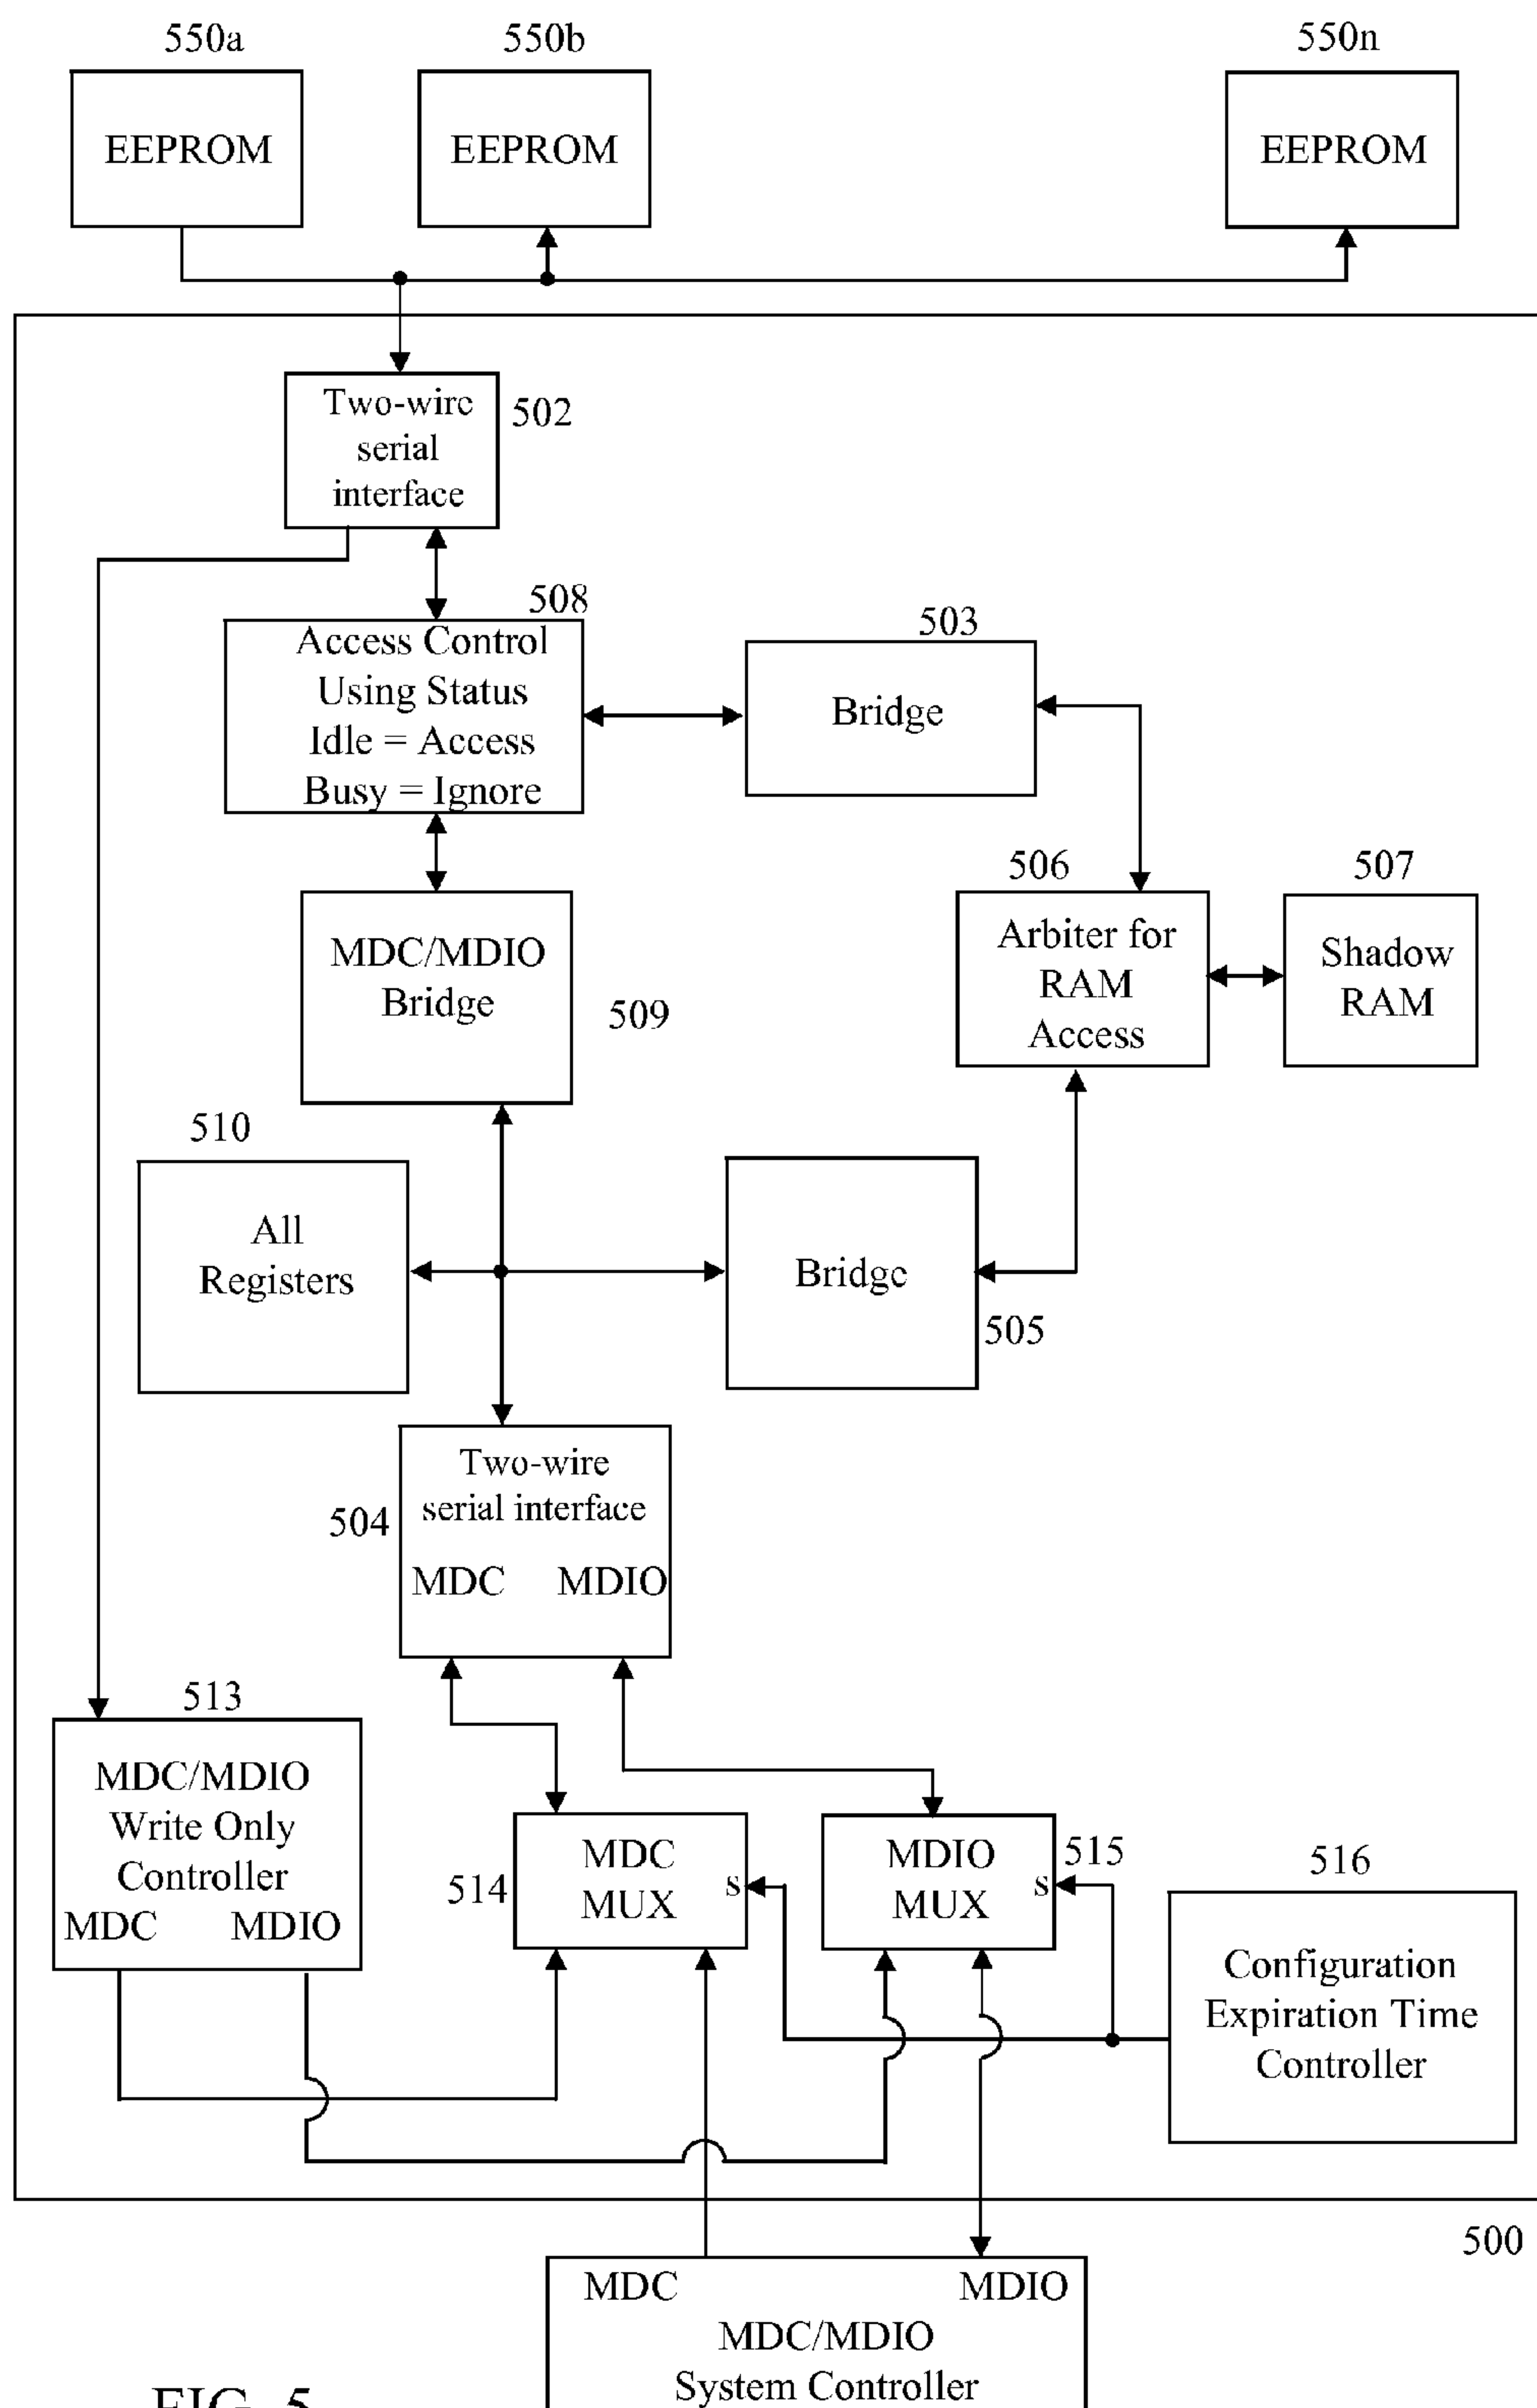 550a
550b
550n
EEPROM
EEPROM
EEPROM
Two-wire
serial
interface
502
508
Access Control
Using Status
Idle = Access
Busy = Ignore
503
Bridge
506
507
Arbiter for
RAM
Access
Shadow
RAM
MDC/MDIO
Bridge
509
510
All
Registers
Bridge
505
Two-wire
serial interface
504
MDC MDIO
513
MDC/MDIO
Write Only
Controller
MDC MDIO
MDC
MUX
s
514
MDIO
MUX
s
515
516
Configuration
Expiration Time
Controller
500
MDC MDIO
MDC/MDIO
System Controller
FIG. 5